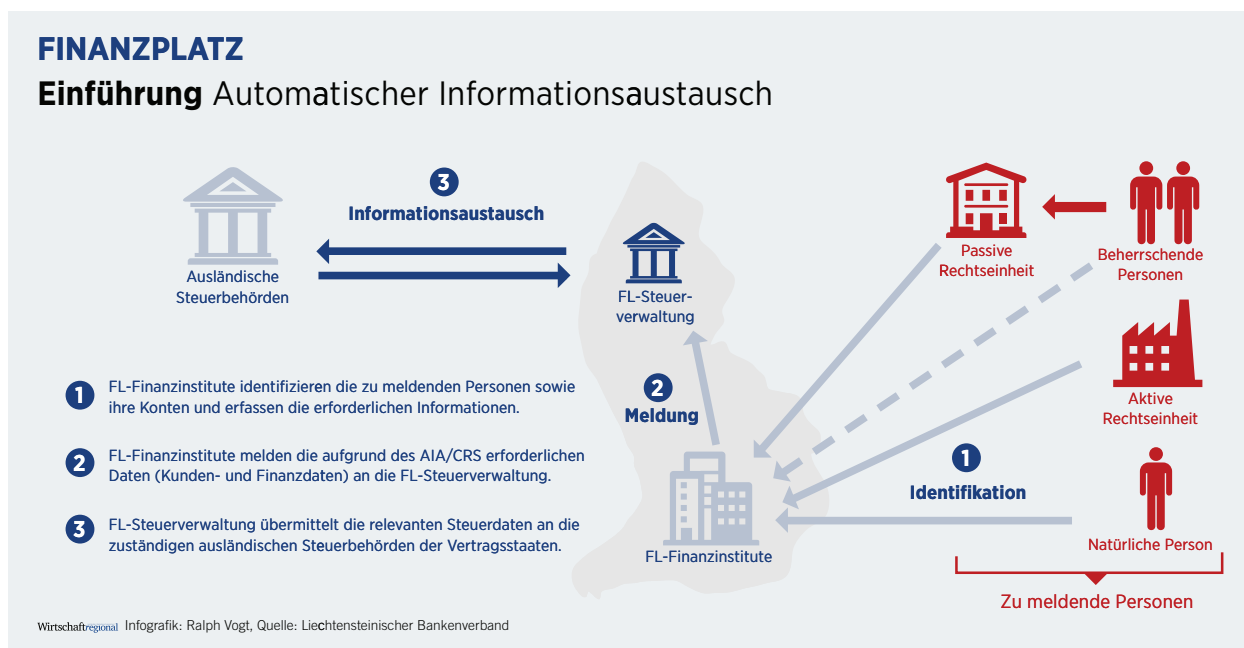 FINANZPLATZ
Einführung Automatischer Informationsaustausch
3
Informationsaustausch
Ausländische
Steuerbehörden
FL-Steuer-
verwaltung
Passive
Rechtseinheit
Beherrschende
Personen
Aktive
Rechtseinheit
2
Meldung
1
Identifikation
Natürliche Person
FL-Finanzinstitute
Zu meldende Personen
1 FL-Finanzinstitute identifizieren die zu meldenden Personen sowie
ihre Konten und erfassen die erforderlichen Informationen.
2 FL-Finanzinstitute melden die aufgrund des AIA/CRS erforderlichen
Daten (Kunden- und Finanzdaten) an die FL-Steuerverwaltung.
3 FL-Steuerverwaltung übermittelt die relevanten Steuerdaten an die
zuständigen ausländischen Steuerbehörden der Vertragsstaaten.
Wirtschaftregional Infografik: Ralph Vogt, Quelle: Liechtensteinischer Bankenverband